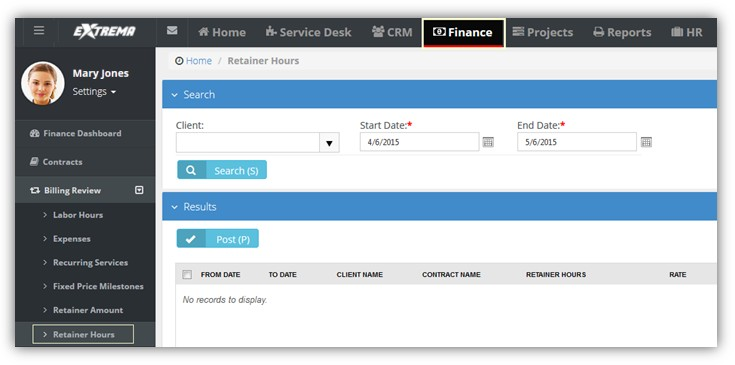 EXTREMA
Home Service Desk CRM Finance Projects Reports HR
Mary Jones
Settings
Finance Dashboard
Contracts
Billing Review
Labor Hours
Expenses
Recurring Services
Fixed Price Milestones
Retainer Amount
Retainer Hours
Home / Retainer Hours
Search
Client: Start Date:* End Date:*
4/6/2015 5/6/2015
Search (S)
Results
Post (P)
FROM DATE TO DATE CLIENT NAME CONTRACT NAME RETAINER HOURS RATE
No records to display.